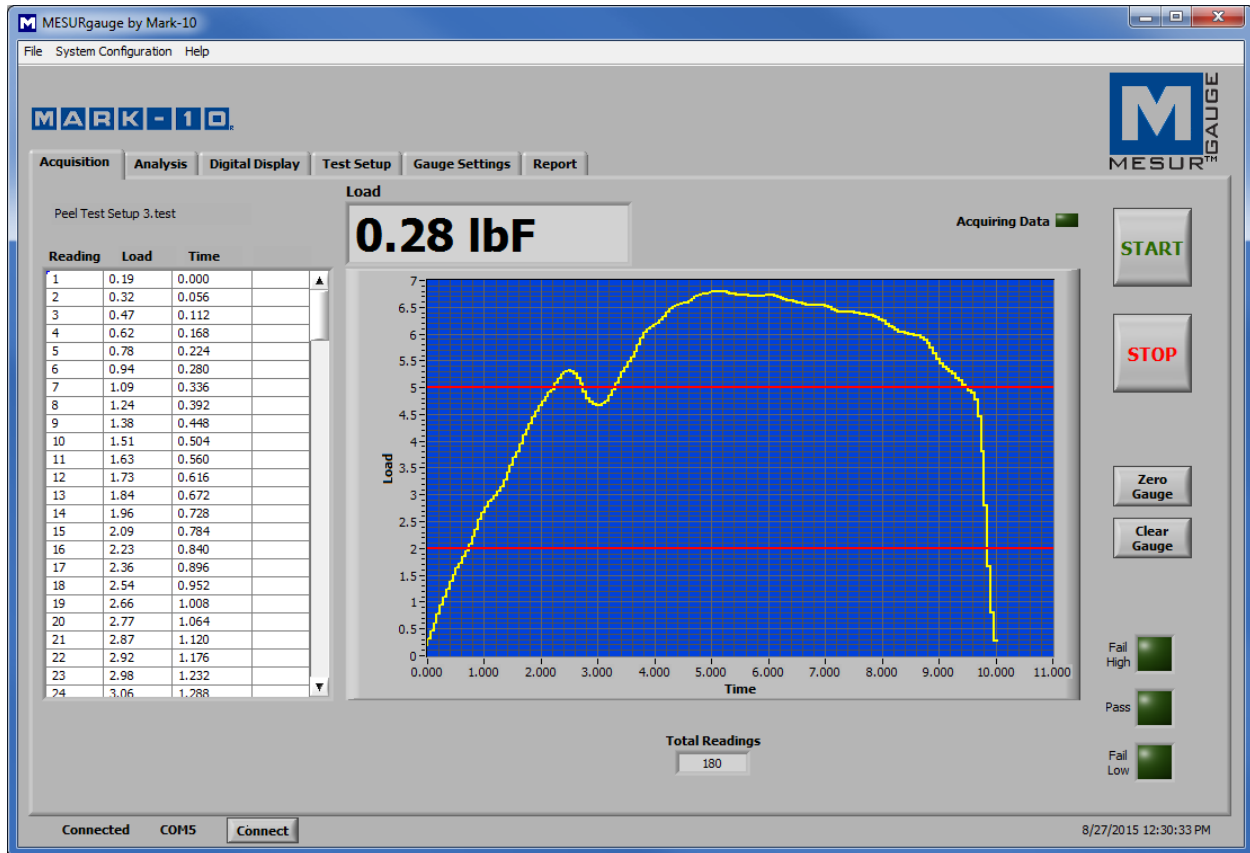 MESURgauge by Mark-10
File System Configuration Help
MARK-10
MESUR™ GAUGE
Acquisition Analysis Digital Display Test Setup Gauge Settings Report
Load
Peel Test Setup 3.test
0.28 lbF
Acquiring Data
START
Reading Load Time
1 0.19 0.000
2 0.32 0.056
3 0.47 0.112
4 0.62 0.168
5 0.78 0.224
6 0.94 0.280
7 1.09 0.336
8 1.24 0.392
9 1.38 0.448
10 1.51 0.504
11 1.63 0.560
12 1.73 0.616
13 1.84 0.672
14 1.96 0.728
15 2.09 0.784
16 2.23 0.840
17 2.36 0.896
18 2.54 0.952
19 2.66 1.008
20 2.77 1.064
21 2.87 1.120
22 2.92 1.176
23 2.98 1.232
24 3.06 1.288
7
6.5
6
5.5
5
4.5
4
3.5
3
2.5
2
1.5
1
0.5
0
Load
0.000 1.000 2.000 3.000 4.000 5.000 6.000 7.000 8.000 9.000 10.000 11.000
Time
STOP
Zero
Gauge
Clear
Gauge
Fail
High
Pass
Fail
Low
Total Readings
180
Connected COM5 Connect
8/27/2015 12:30:33 PM